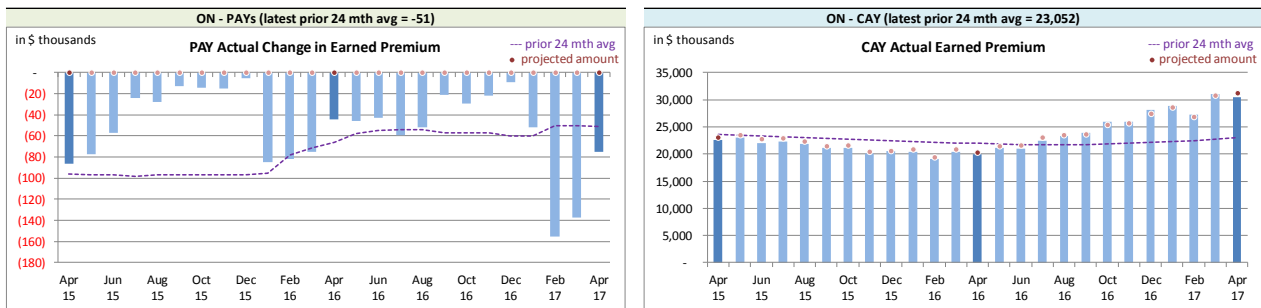 ON - PAYs (latest prior 24 mth avg = -51)
in $ thousands
PAY Actual Change in Earned Premium
--- prior 24 mth avg
● projected amount
-
(20)
(40)
(60)
(80)
(100)
(120)
(140)
(160)
(180)
Apr Jun Aug Oct Dec Feb Apr Jun Aug Oct Dec Feb Apr
15 15 15 15 15 16 16 16 16 16 16 17 17
ON - CAY (latest prior 24 mth avg = 23,052)
in $ thousands
CAY Actual Earned Premium
--- prior 24 mth avg
● projected amount
35,000
30,000
25,000
20,000
15,000
10,000
5,000
-
Apr Jun Aug Oct Dec Feb Apr Jun Aug Oct Dec Feb Apr
15 15 15 15 15 16 16 16 16 16 16 17 17